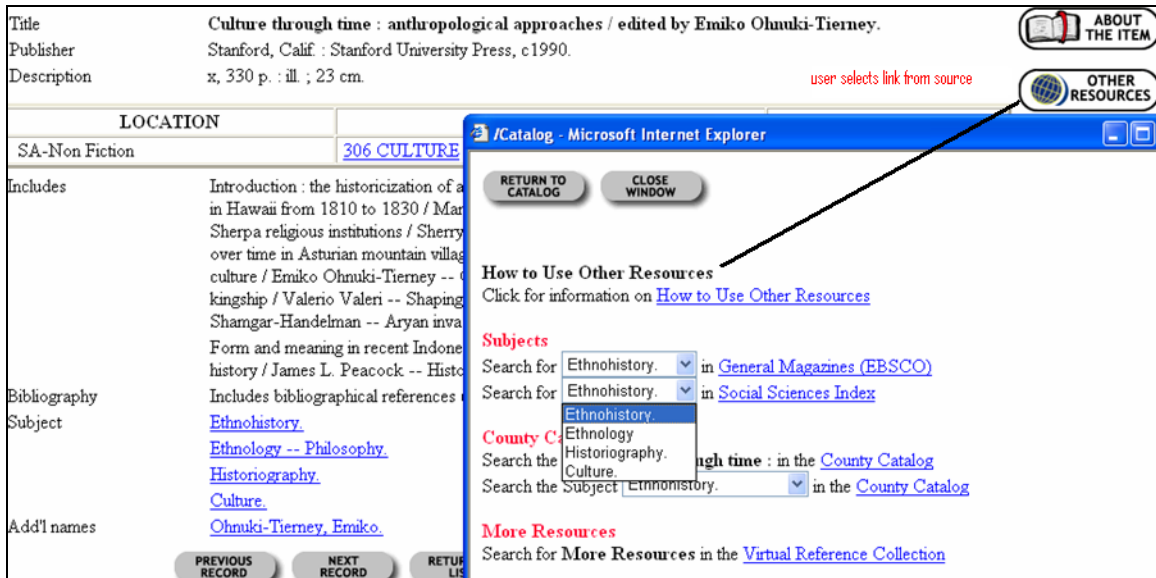 Title Culture through time : anthropological approaches / edited by Emiko Ohnuki-Tierney.
Publisher Stanford, Calif. : Stanford University Press, c1990.
Description x, 330 p. : ill. ; 23 cm.
ABOUT
THE ITEM
user selects link from source
OTHER
RESOURCES
LOCATION
SA-Non Fiction 306 CULTURE
Includes Introduction : the historicization of a
in Hawaii from 1810 to 1830 / Mar
Sherpa religious institutions / Sherry
over time in Asturian mountain villag
culture / Emiko Ohnuki-Tierney --
kingship / Valerio Valeri -- Shaping
Shamgar-Handelman -- Aryan inva
Form and meaning in recent Indone
history / James L. Peacock -- Histo
Bibliography Includes bibliographical references
Subject Ethnohistory.
Ethnology -- Philosophy.
Historiography.
Culture.
Add'l names Ohnuki-Tierney, Emiko.
PREVIOUS
RECORD
NEXT
RECORD
RETU
LIS
/Catalog - Microsoft Internet Explorer
RETURN TO
CATALOG
CLOSE
WINDOW
How to Use Other Resources
Click for information on How to Use Other Resources
Subjects
Search for Ethnohistory. in General Magazines (EBSCO)
Search for Ethnohistory. in Social Sciences Index
Ethnohistory.
Ethnology
Historiography.
Culture.
County Ca
Search the ugh time : in the County Catalog
Search the Subject Ethnohistory. in the County Catalog
More Resources
Search for More Resources in the Virtual Reference Collection